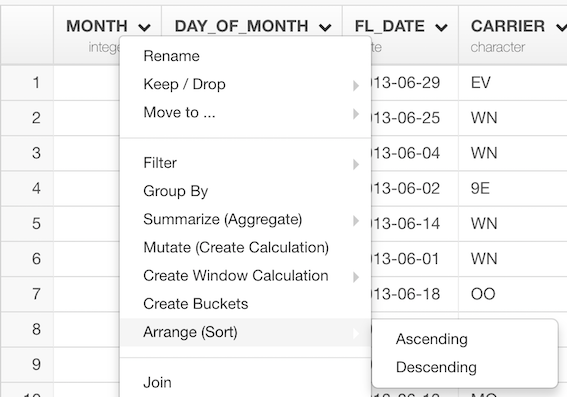 MONTH DAY_OF_MONTH FL_DATE CARRIER
character
1 013-06-29 EV
2 013-06-25 WN
3 013-06-04 WN
4 013-06-02 9E
5 013-06-14 WN
6 013-06-01 WN
7 013-06-18 OO
8
9
Rename
Keep / Drop
Move to ...
Filter
Group By
Summarize (Aggregate)
Mutate (Create Calculation)
Create Window Calculation
Create Buckets
Arrange (Sort)
Join
Ascending
Descending